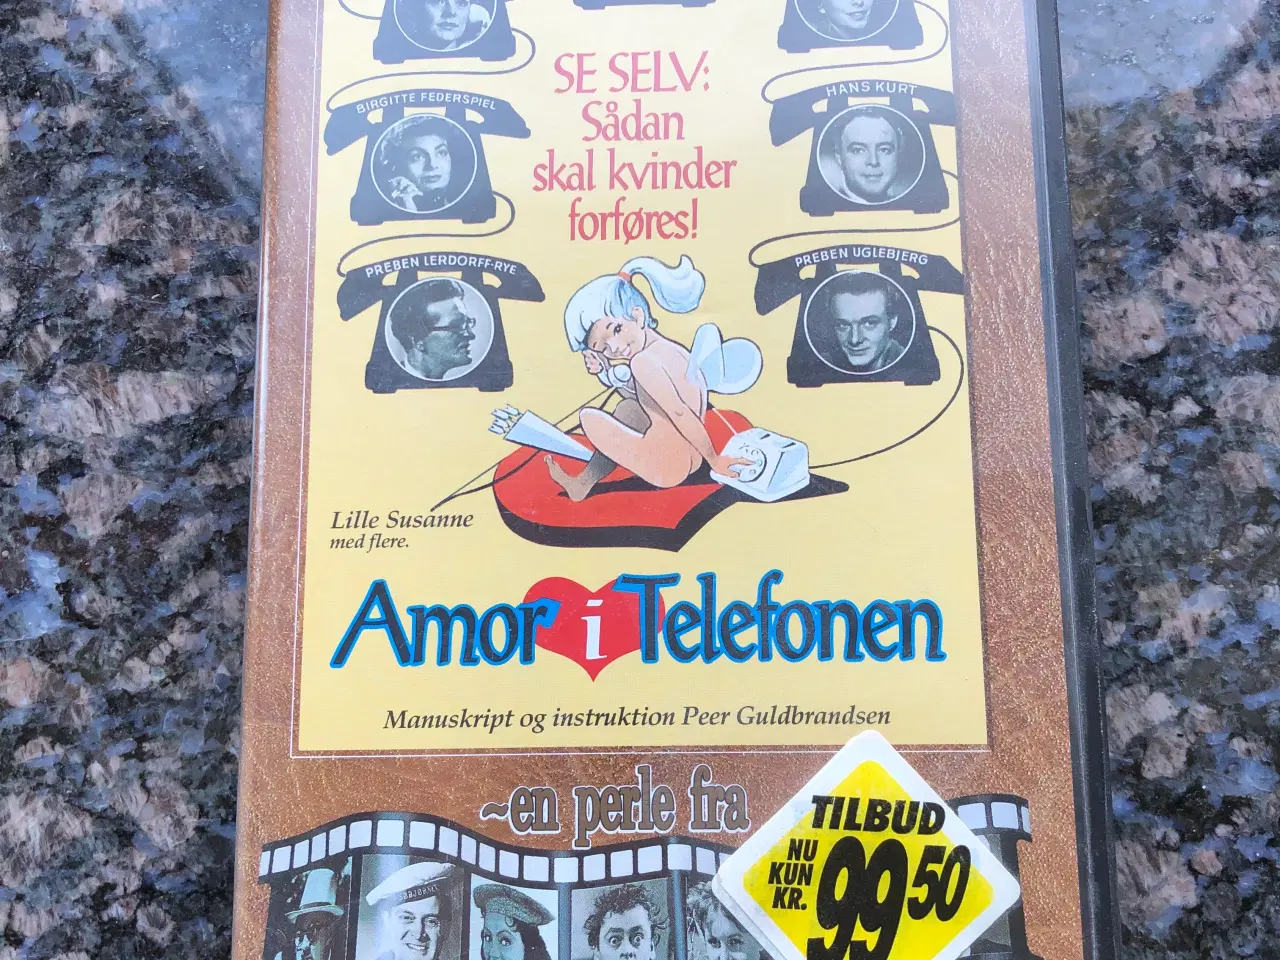 SE SELV:
Sådan
skal kvinder
forføres!
BIRGITTE FEDERSPIEL
HANS KURT
PREBEN LERDORFF-RYE
PREBEN UGLEBJERG
Lille Susanne
med flere.
Amor i Telefonen
Manuskript og instruktion Peer Guldbrandsen
~en perle fra
TILBUD
NU
KUN
KR.
99 50